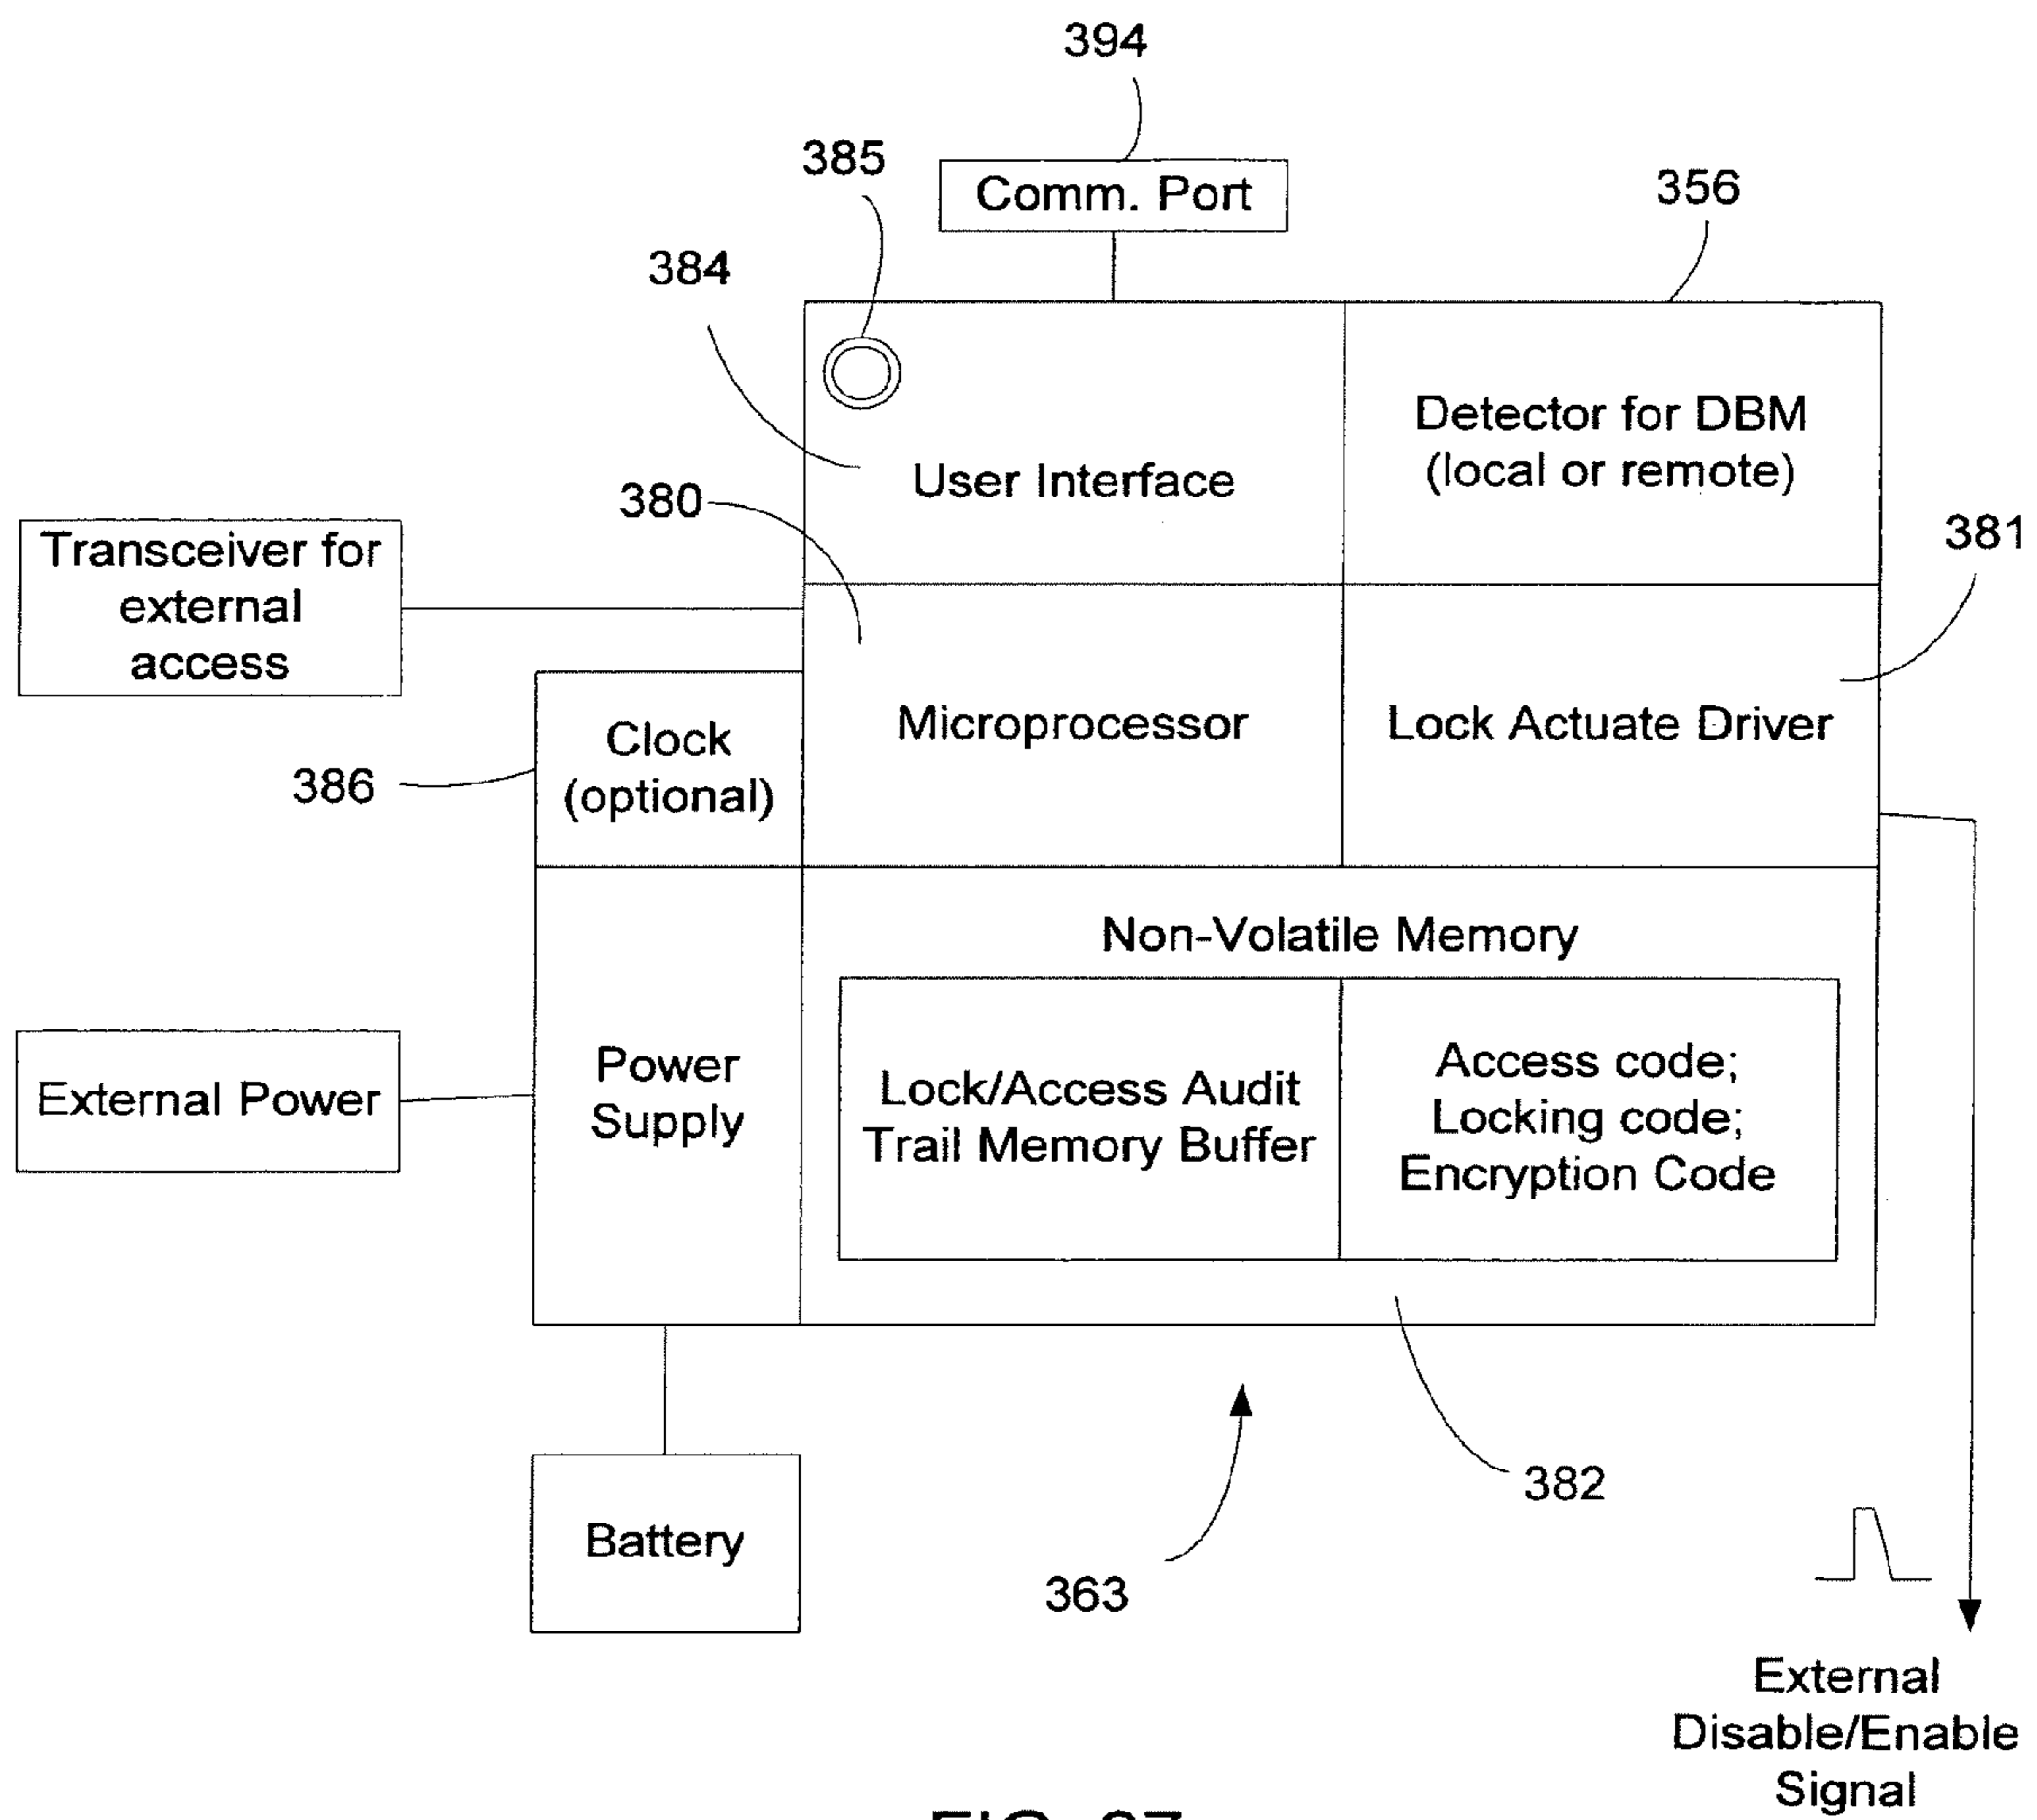 394
385
Comm. Port
356
384
User Interface
Detector for DBM
(local or remote)
380
381
Transceiver for
external
access
Microprocessor
Lock Actuate Driver
Clock
(optional)
386
Non-Volatile Memory
External Power
Power
Supply
Lock/Access Audit
Trail Memory Buffer
Access code;
Locking code;
Encryption Code
382
Battery
363
External
Disable/Enable
Signal